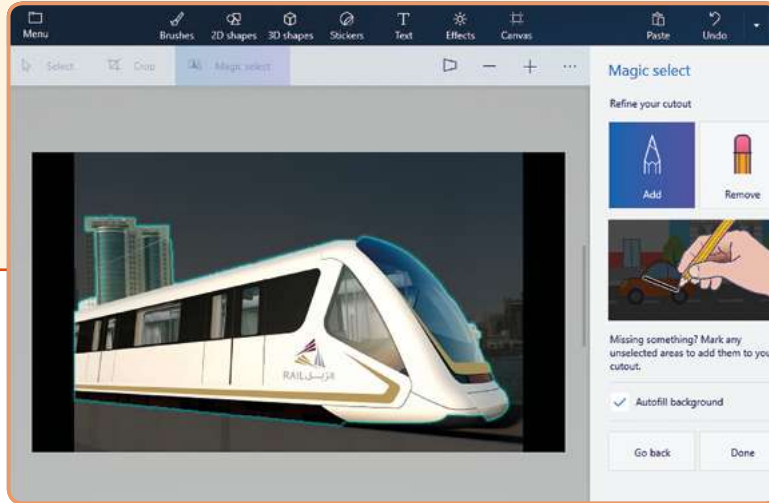 Menu
Brushes
2D shapes
3D shapes
Stickers
Text
Effects
Canvas
Paste
Undo
Select
Crop
Magic select
Magic select
Refine your cutout
Add
Remove
Missing something? Mark any
unselected areas to add them to you
cutout.
Autofill background
Go back
Done
RAIL الريل